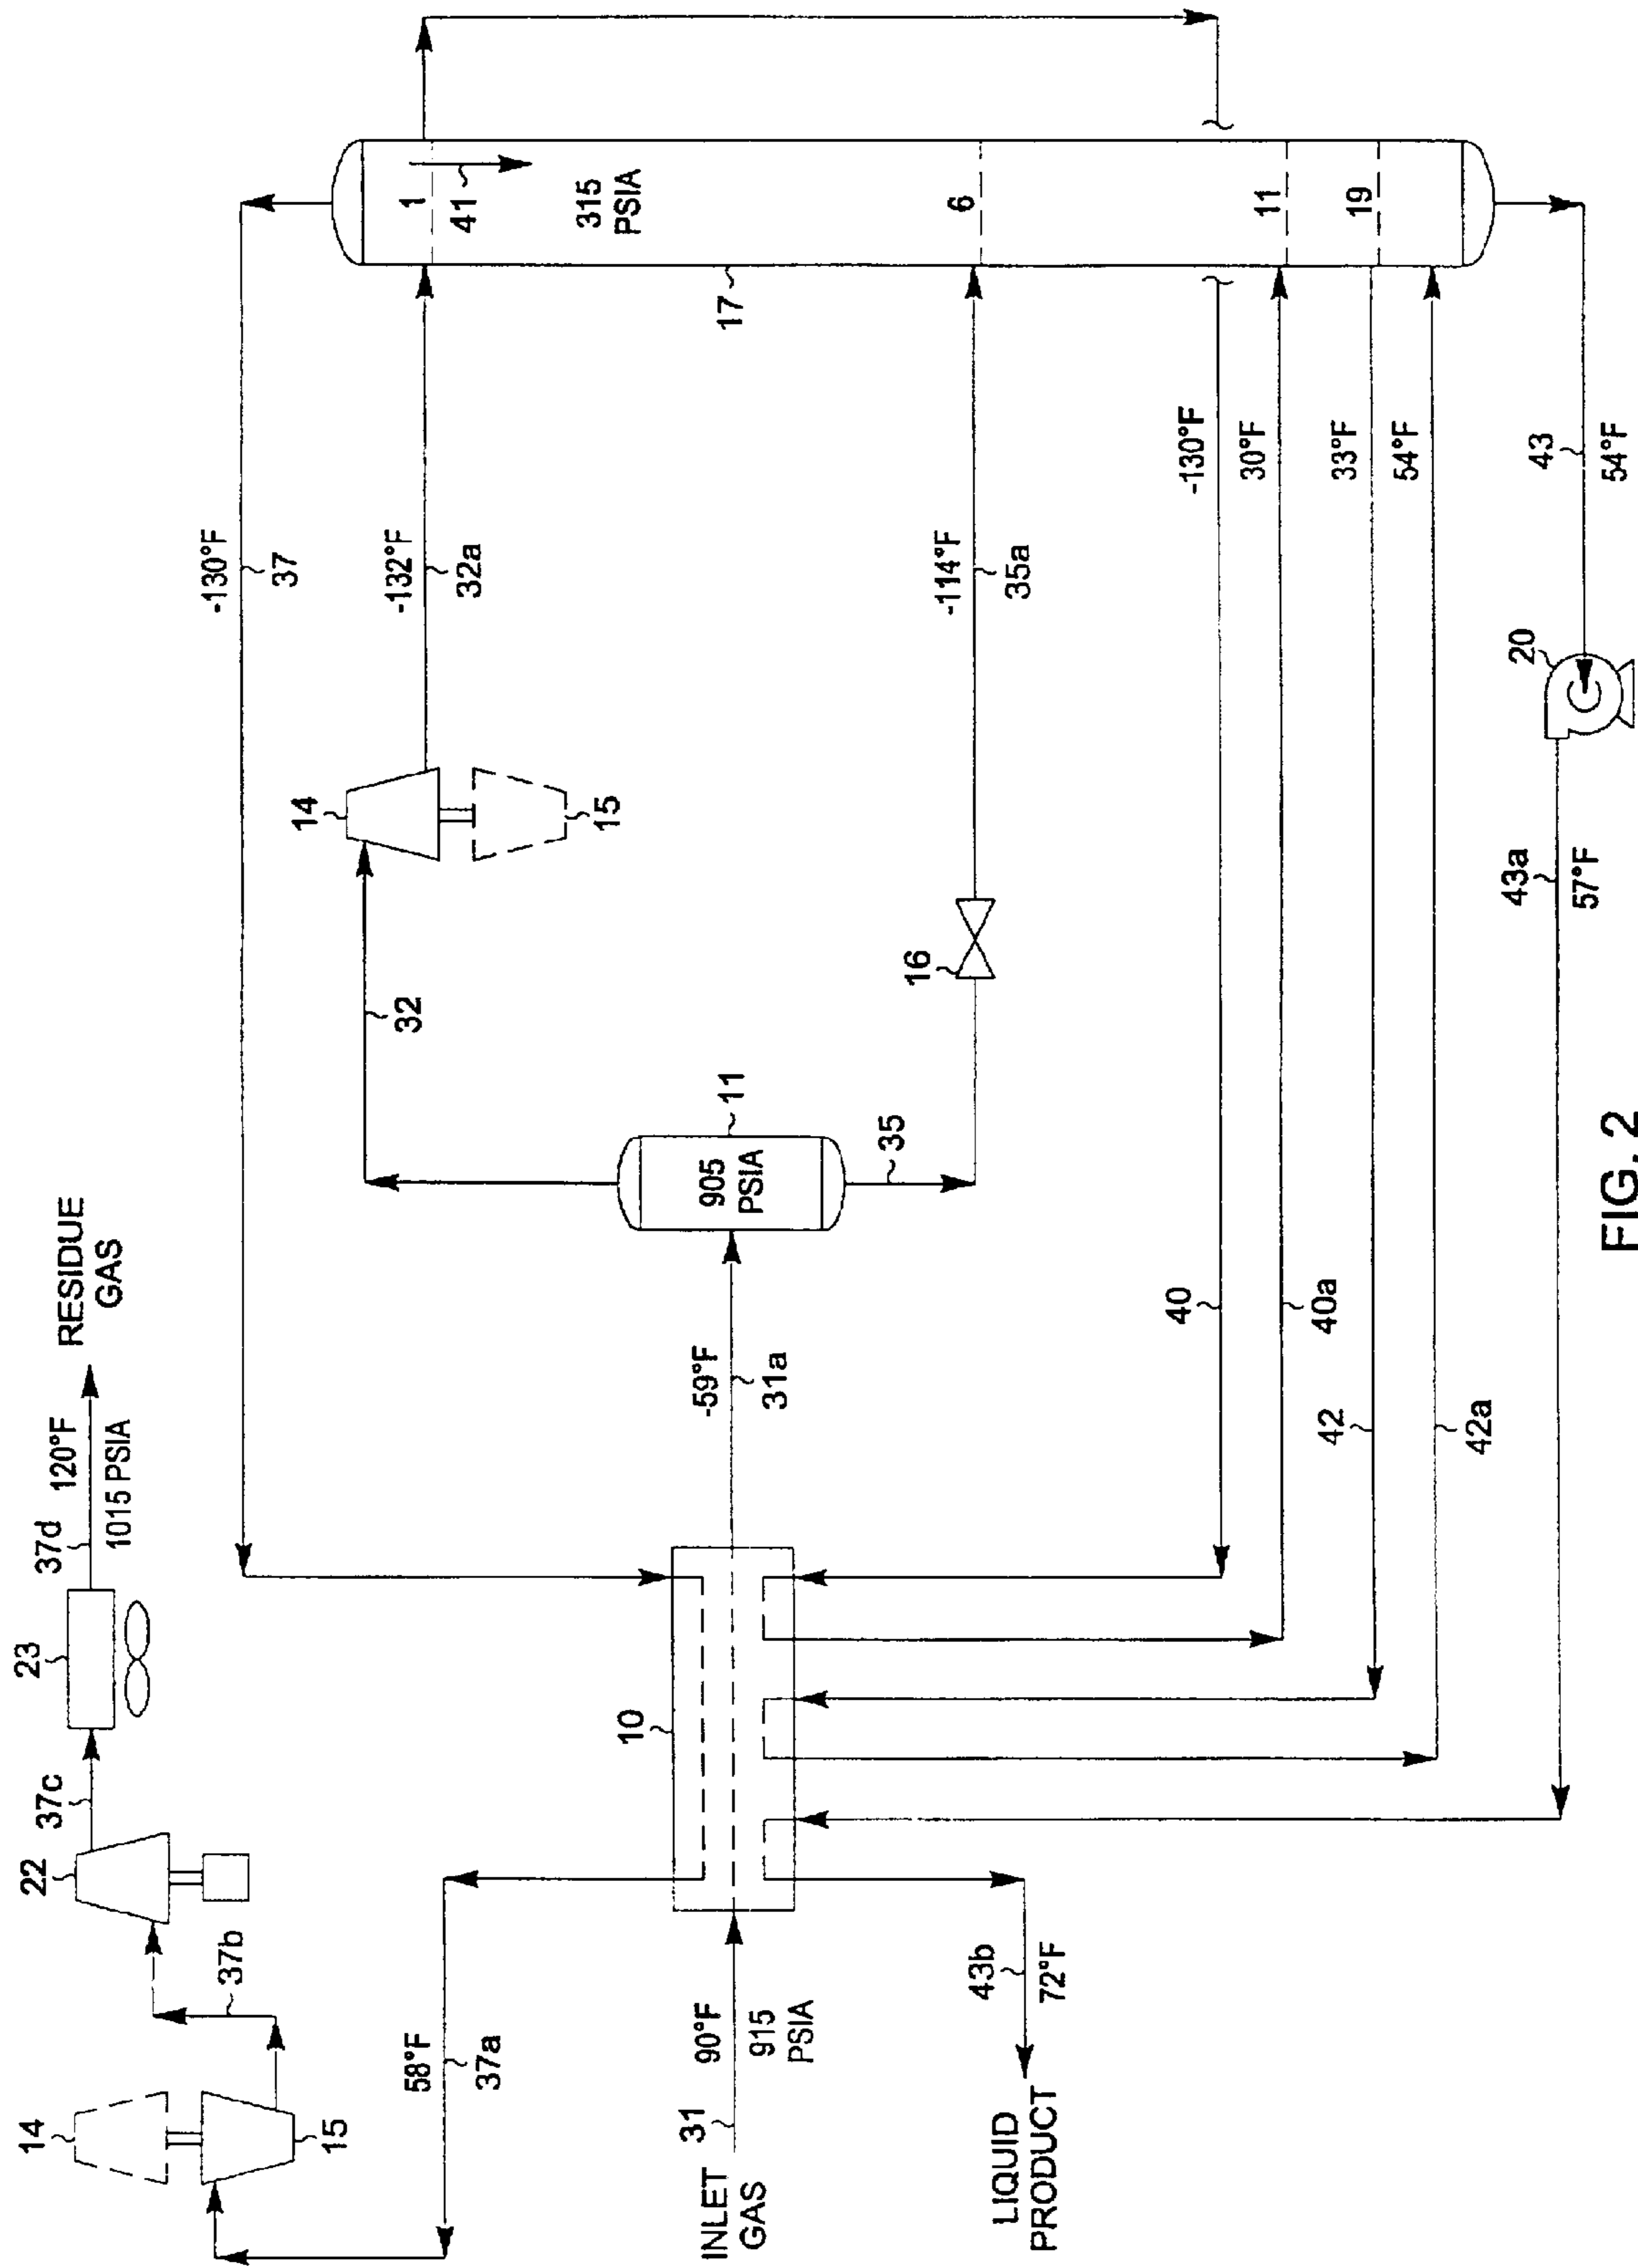 RESIDUE
GAS
120°F
1015 PSIA
37d
23
37c
22
37b
14
15
58°F
37a
-130°F
37
-132°F
32a
14
15
32
1
41
315
PSIA
6
11
19
17
11
905
PSIA
35
16
-114°F
35a
-59°F
31a
10
INLET
GAS
31
90°F
915
PSIA
LIQUID
PRODUCT
43b
72°F
40
-130°F
40a
30°F
42
33°F
42a
54°F
43a
57°F
20
43
54°F
FIG. 2